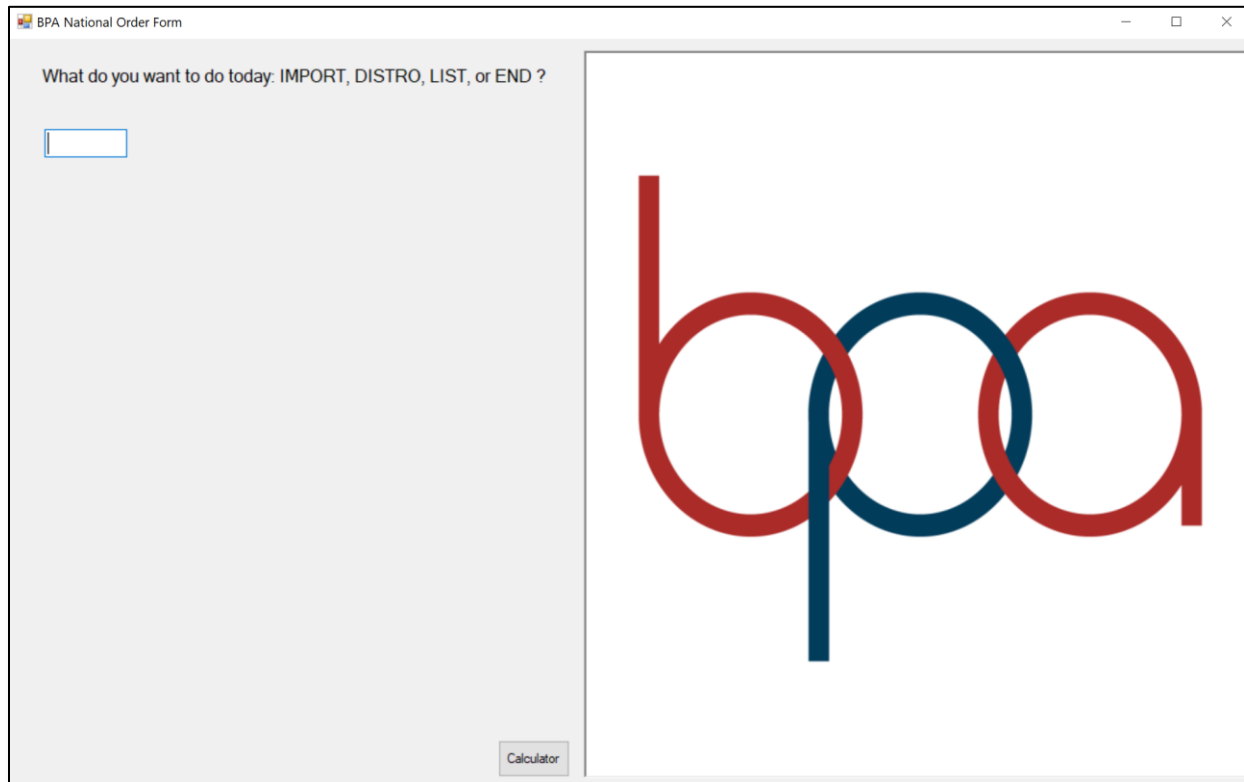 BPA National Order Form
What do you want to do today: IMPORT, DISTRO, LIST, or END ?
bpa
Calculator